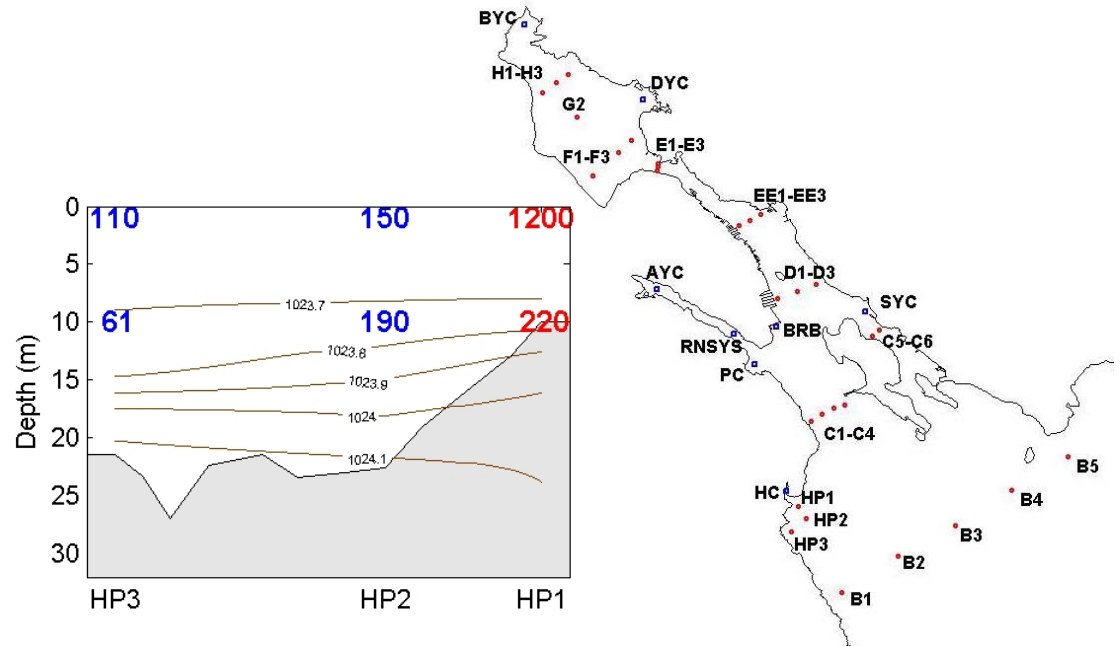 BYC
H1-H3
DYC
G2
E1-E3
F1-F3
EE1-EE3
0
110
150
1200
5
AYC
D1-D3
SYC
1023.7
10
61
190
220
RNSYS
BRB
C5-C6
1023.8
PC
15
1023.9
1024
C1-C4
Depth (m)
20
1024.1
B5
25
HC
HP1
B4
HP2
B3
30
HP3
B2
HP3
HP2
HP1
B1